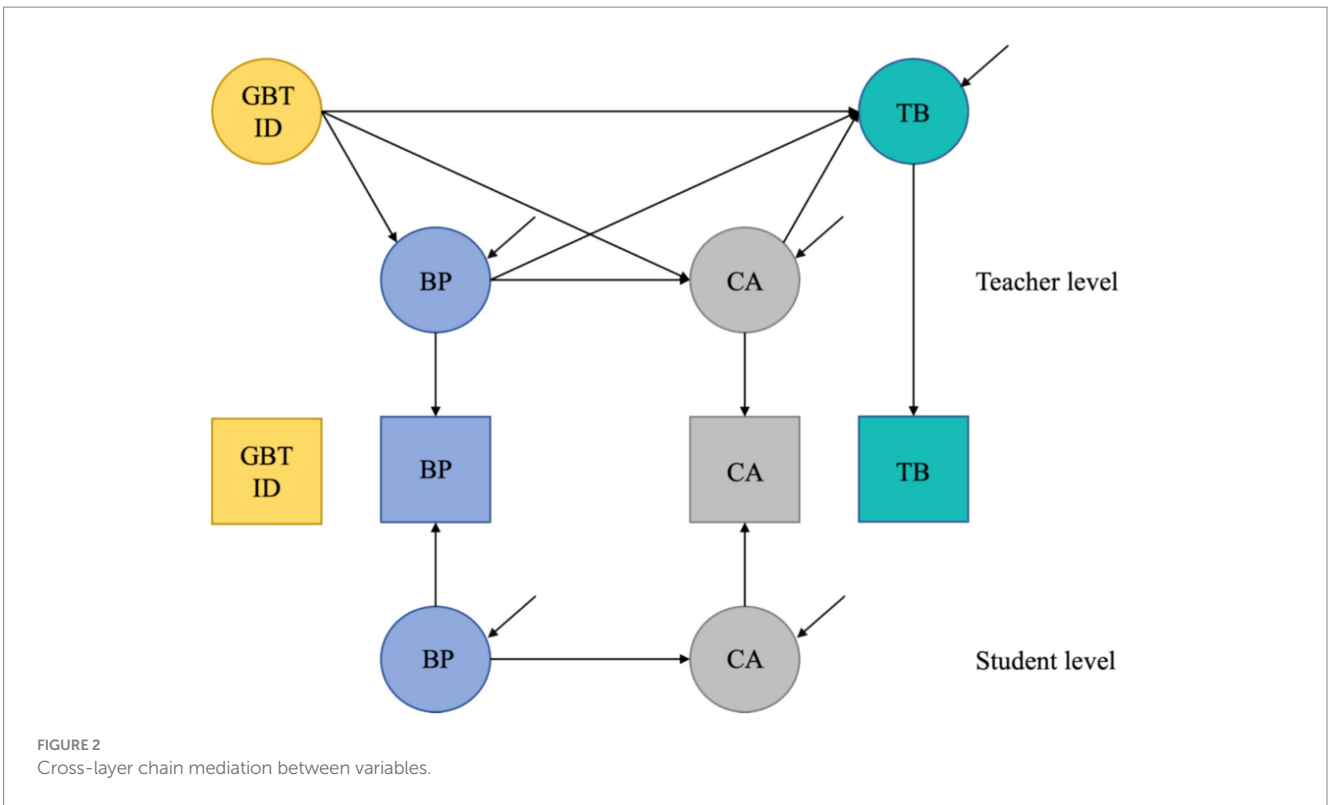 GBT
ID
TB
BP
CA
Teacher level
GBT
ID
BP
CA
TB
BP
CA
Student level
FIGURE 2
Cross-layer chain mediation between variables.